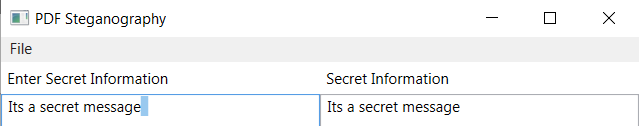 PDF Steganography
File
Enter Secret Information Secret Information
Its a secret message Its a secret message